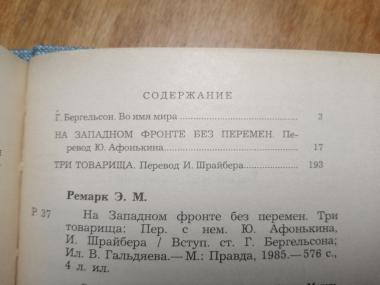 СОДЕРЖАНИЕ
Г. Бергельсон. Во имя мира 3
НА ЗАПАДНОМ ФРОНТЕ БЕЗ ПЕРЕМЕН. Пе-
ревод Ю. Афонькина 17
ТРИ ТОВАРИЩА. Перевод И. Шрайбера 193
Ремарк Э. М.
Р 37
На Западном фронте без перемен. Три
товарища: Пер. с нем. Ю. Афонькина,
И. Шрайбера / Вступ. ст. Г. Бергельсона;
Ил. В. Гальдяева.— М.: Правда, 1985.—576 с.,
4 л. ил.